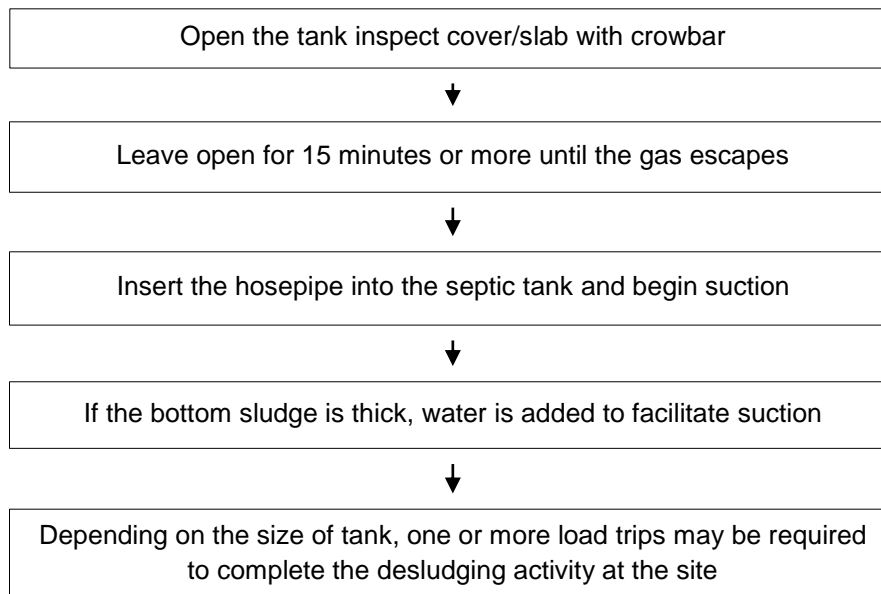 Open the tank inspect cover/slab with crowbar
Leave open for 15 minutes or more until the gas escapes
Insert the hosepipe into the septic tank and begin suction
If the bottom sludge is thick, water is added to facilitate suction
Depending on the size of tank, one or more load trips may be required
to complete the desludging activity at the site